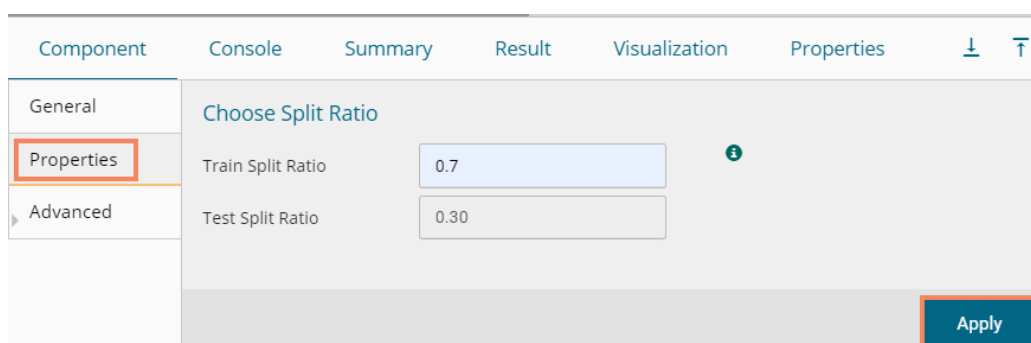 Component Console Summary Result Visualization Properties
General
Properties
Advanced
Choose Split Ratio
Train Split Ratio 0.7
Test Split Ratio 0.30
Apply